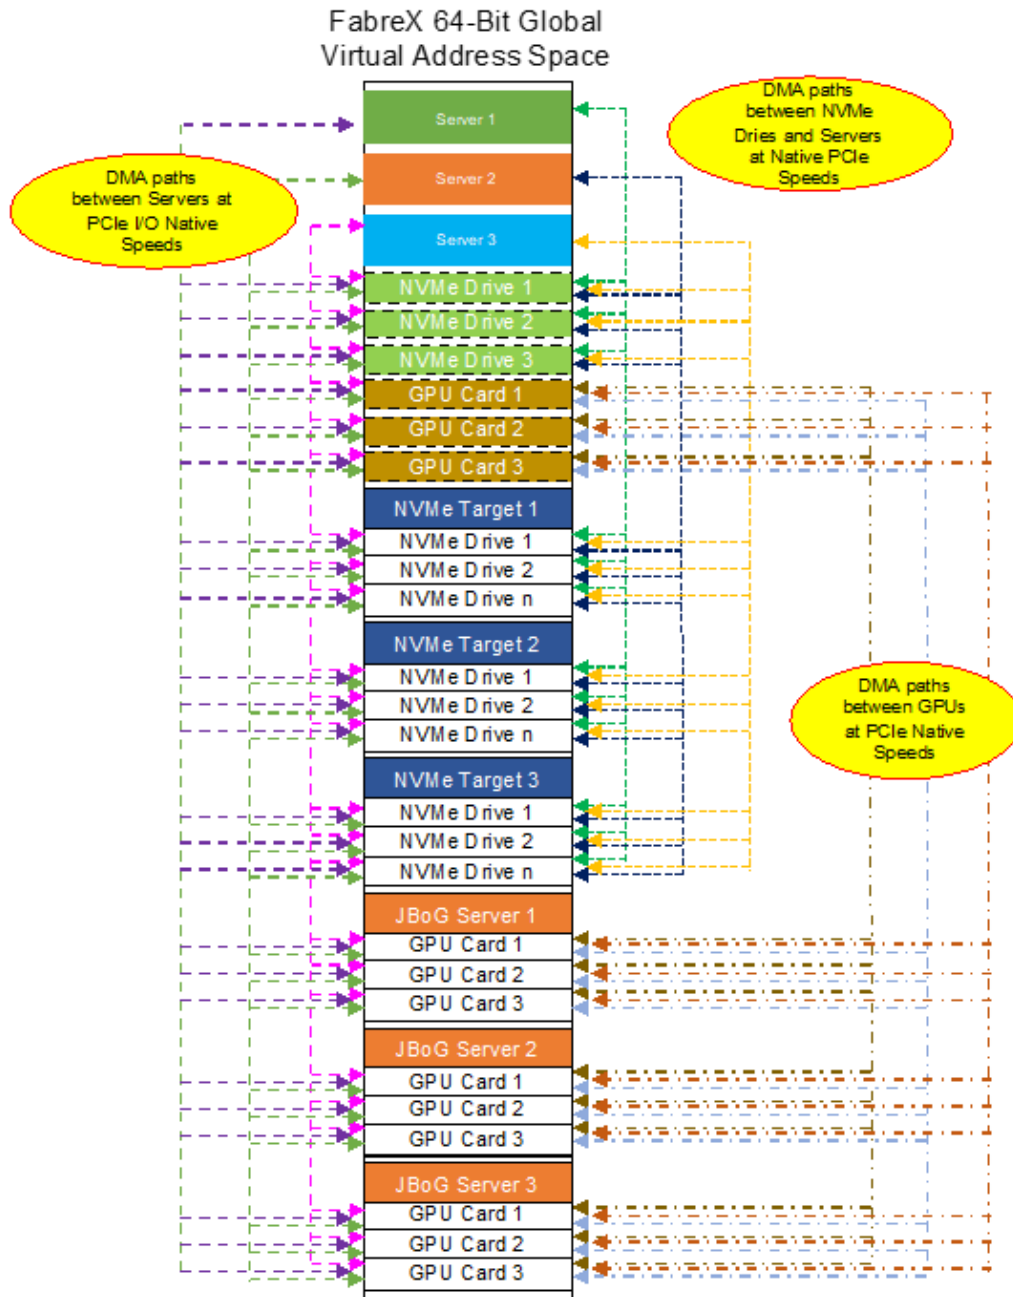 FabreX 64-Bit Global
Virtual Address Space
DMA paths
between NVMe
Dries and Servers
at Native PCIe
Speeds
DMA paths
between Servers at
PCIe I/O Native
Speeds
Server 1
Server 2
Server 3
NVMe Drive 1
NVMe Drive 2
NVMe Drive 3
GPU Card 1
GPU Card 2
GPU Card 3
NVMe Target 1
NVMe Drive 1
NVMe Drive 2
NVMe Drive n
NVMe Target 2
NVMe Drive 1
NVMe Drive 2
NVMe Drive n
DMA paths
between GPUs
at PCIe Native
Speeds
NVMe Target 3
NVMe Drive 1
NVMe Drive 2
NVMe Drive n
JBoG Server 1
GPU Card 1
GPU Card 2
GPU Card 3
JBoG Server 2
GPU Card 1
GPU Card 2
GPU Card 3
JBoG Server 3
GPU Card 1
GPU Card 2
GPU Card 3